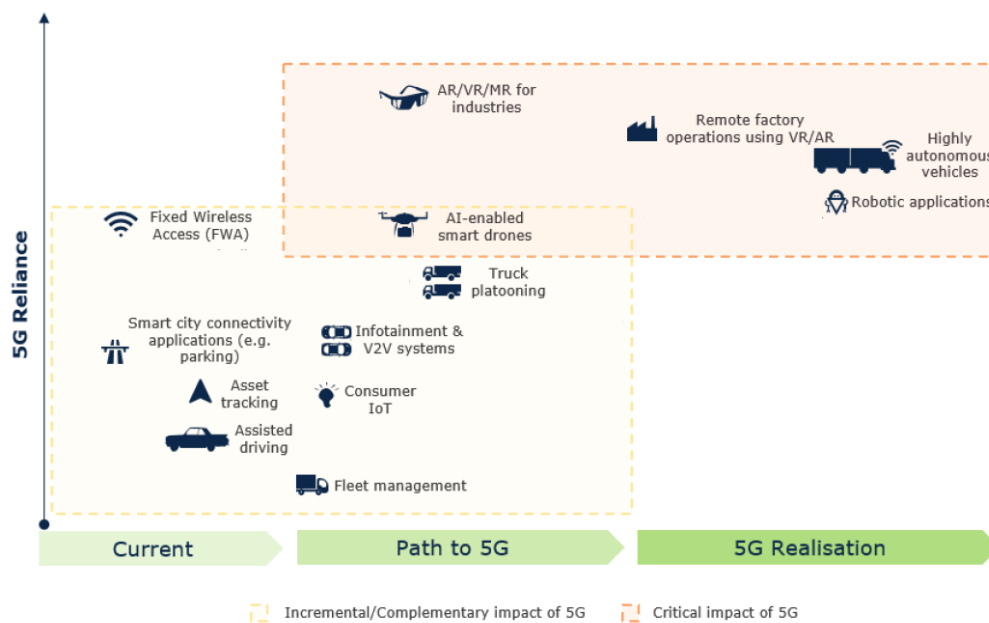 AR/VR/MR for
industries
Remote factory
operations using VR/AR
Highly
autonomous
vehicles
Robotic applications
Fixed Wireless
Access (FWA)
AI-enabled
smart drones
Truck
platooning
5G Reliance
Smart city connectivity
applications (e.g.
parking)
Infotainment &
V2V systems
Asset
tracking
Consumer
IoT
Assisted
driving
Fleet management
Current
Path to 5G
5G Realisation
Incremental/Complementary impact of 5G
Critical impact of 5G